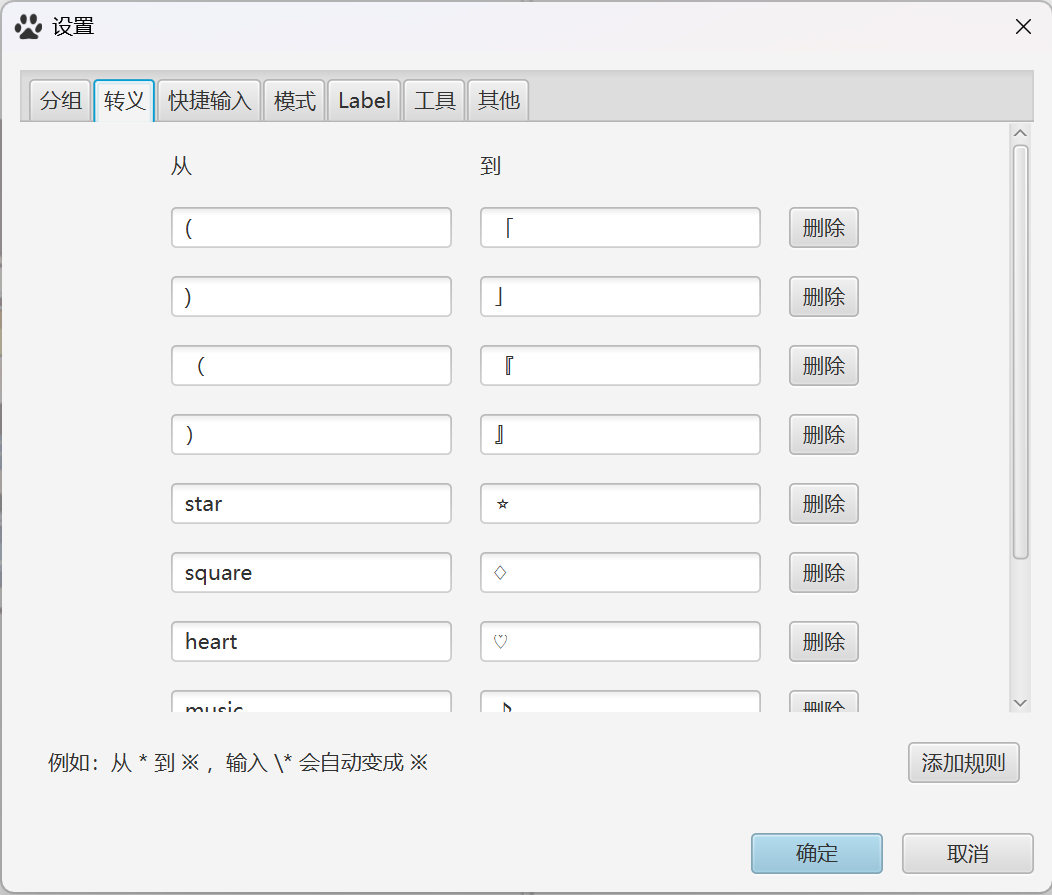 设置
分组 转义 快捷输入 模式 Label 工具 其他
从 到
( 「 删除
) 」 删除
（ 『 删除
） 』 删除
star ☆ 删除
square ♢ 删除
heart ♡ 删除
music ♪ 删除
例如：从 * 到 ※ ，输入 \* 会自动变成 ※
添加规则
确定 取消